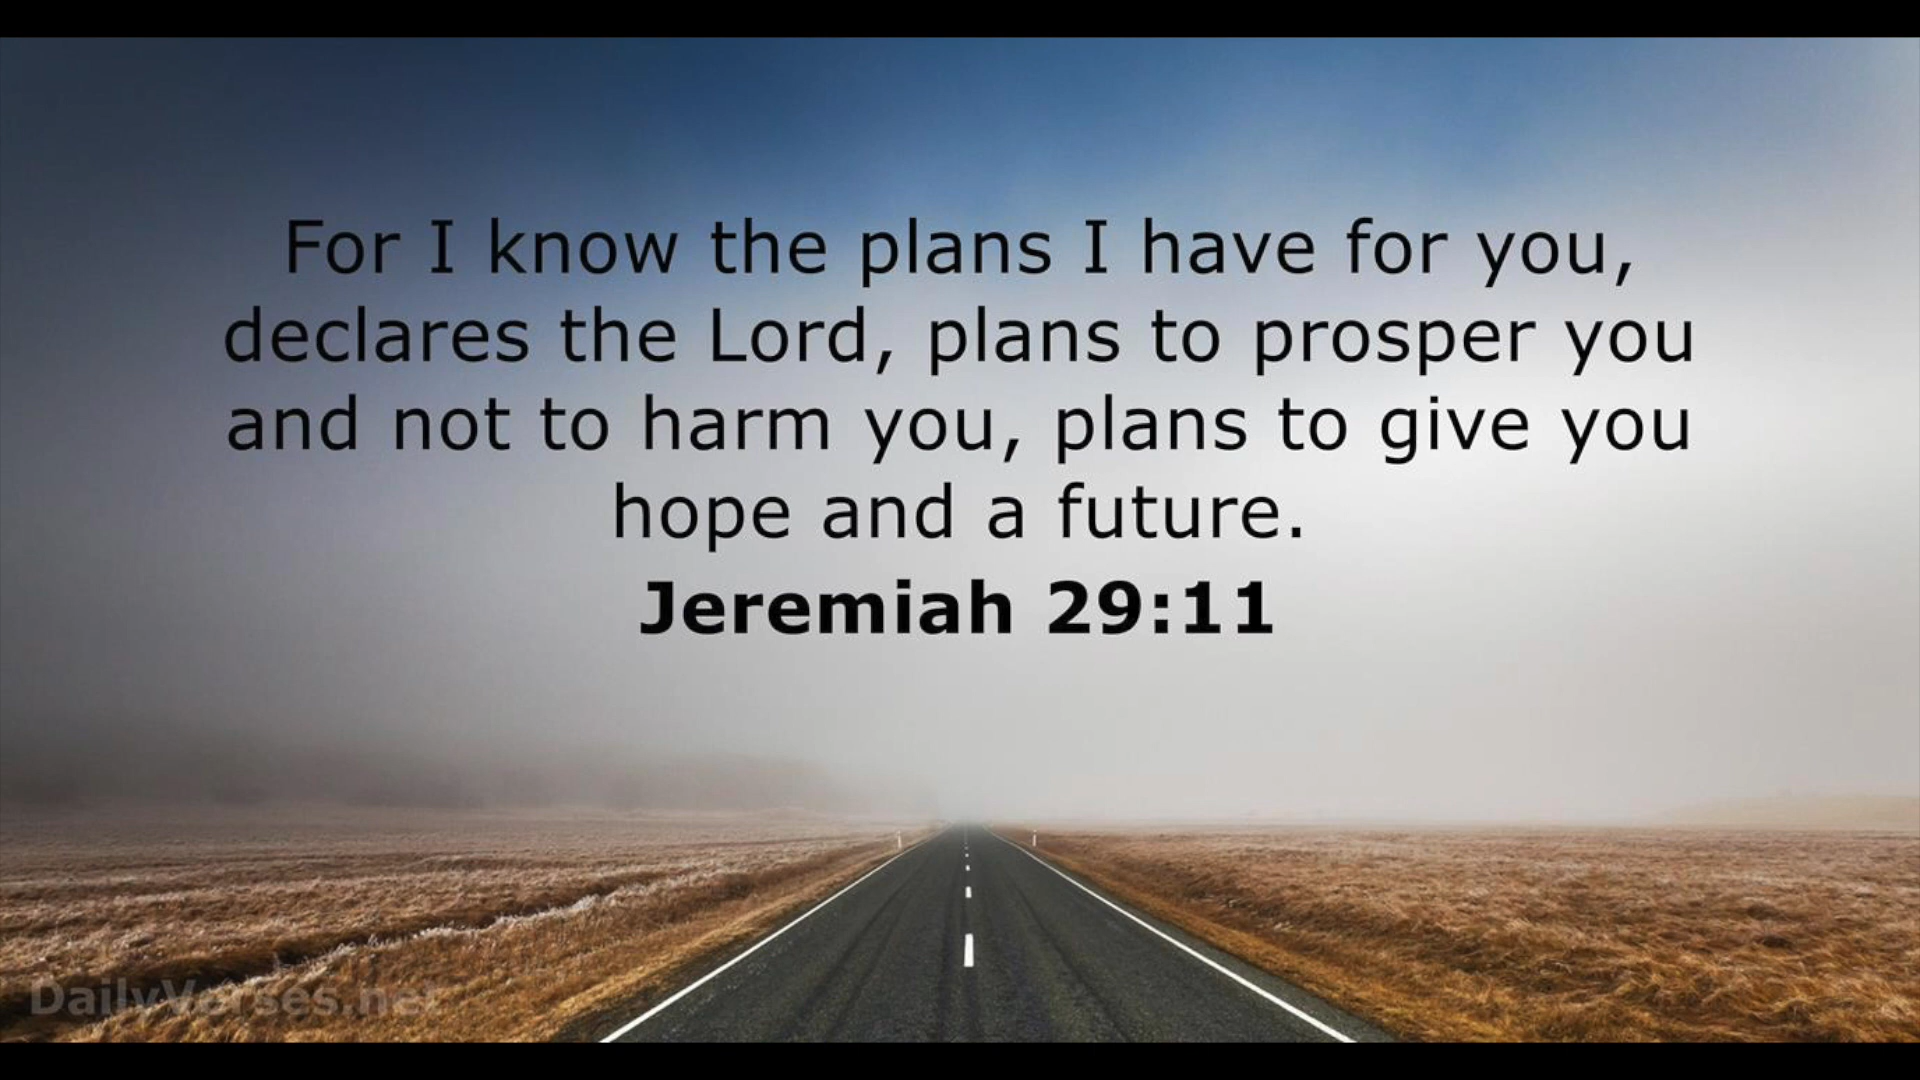 For I know the plans I have for you,
declares the Lord, plans to prosper you
and not to harm you, plans to give you
hope and a future.
Jeremiah 29:11
DailyVerses.net